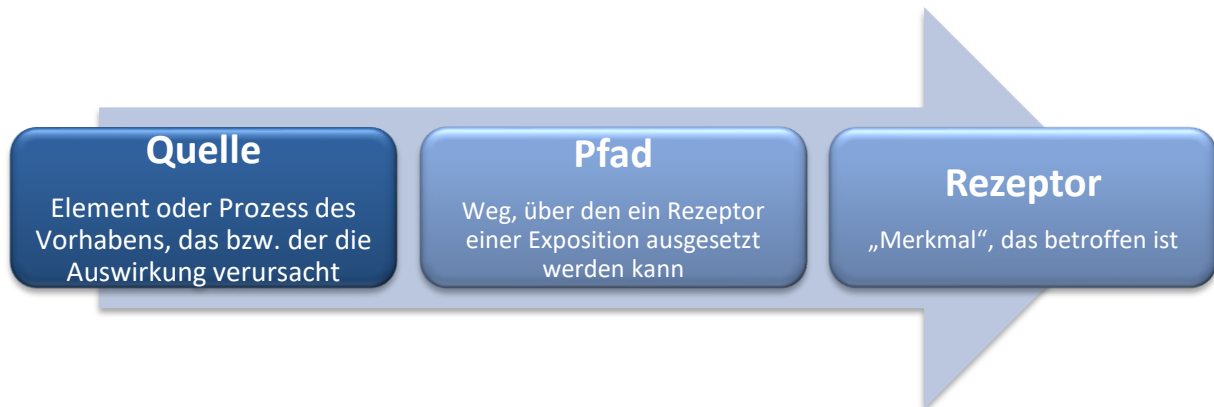 Quelle
Element oder Prozess des
Vorhabens, das bzw. der die
Auswirkung verursacht
Pfad
Weg, über den ein Rezeptor
einer Exposition ausgesetzt
werden kann
Rezeptor
„Merkmal“, das betroffen ist